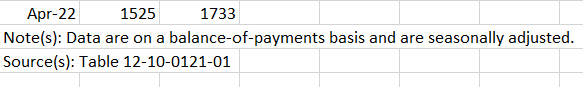 Apr-22 1525 1733
Note(s): Data are on a balance-of-payments basis and are seasonally adjusted.
Source(s): Table 12-10-0121-01